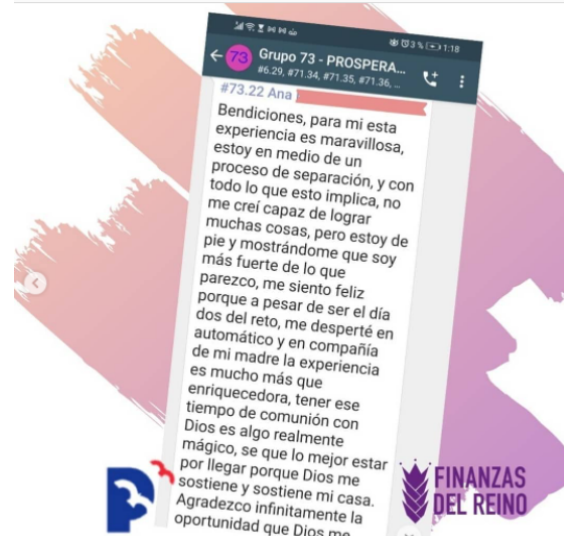 3 % 1:18
73
Grupo 73 - PROSPERA...
#6.29, #71.34, #71.35, #71.36, ...
#73.22 Ana
Bendiciones, para mi esta
experiencia es maravillosa,
estoy en medio de un
proceso de separación, y con
todo lo que esto implica, no
me creí capaz de lograr
muchas cosas, pero estoy de
pie y mostrándome que soy
más fuerte de lo que
parezco, me siento feliz
porque a pesar de ser el día
dos del reto, me desperté en
automático y en compañía
de mi madre la experiencia
es mucho más que
enriquecedora, tener ese
tiempo de comunión con
Dios es algo realmente
mágico, se que lo mejor estar
por llegar porque Dios me
sostiene y sostiene mi casa.
Agradezco infinitamente la
oportunidad que Dios me
P
FINANZAS
DEL REINO